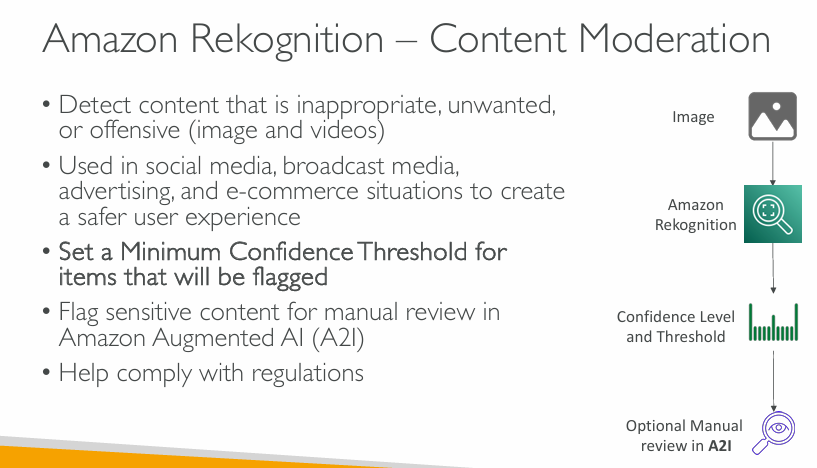 Amazon Rekognition – Content Moderation
• Detect content that is inappropriate, unwanted,
or offensive (image and videos)
• Used in social media, broadcast media,
advertising, and e-commerce situations to create
a safer user experience
• Set a Minimum Confidence Threshold for
items that will be flagged
• Flag sensitive content for manual review in
Amazon Augmented AI (A2I)
• Help comply with regulations
Image
Amazon
Rekognition
Confidence Level
and Threshold
Optional Manual
review in A2I